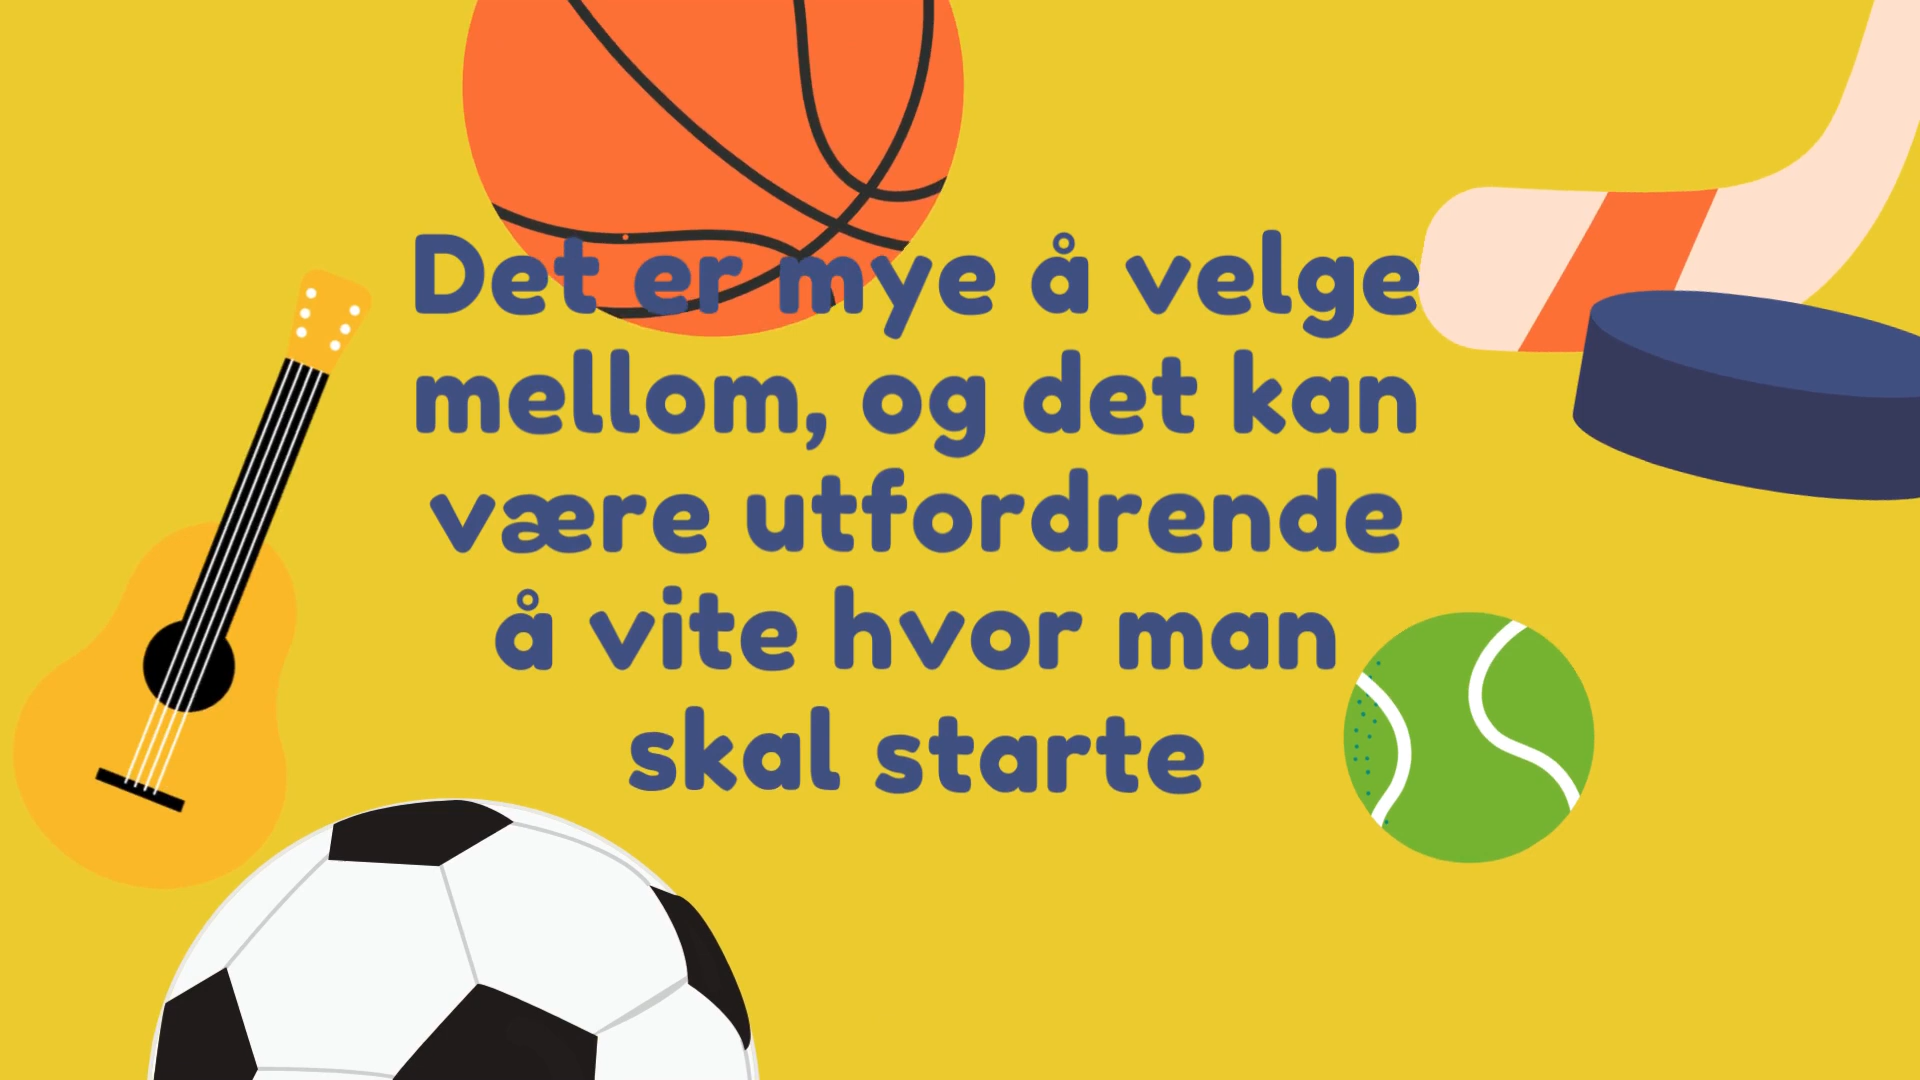 Det er mye å velge
mellom, og det kan
være utfordrende
å vite hvor man
skal starte